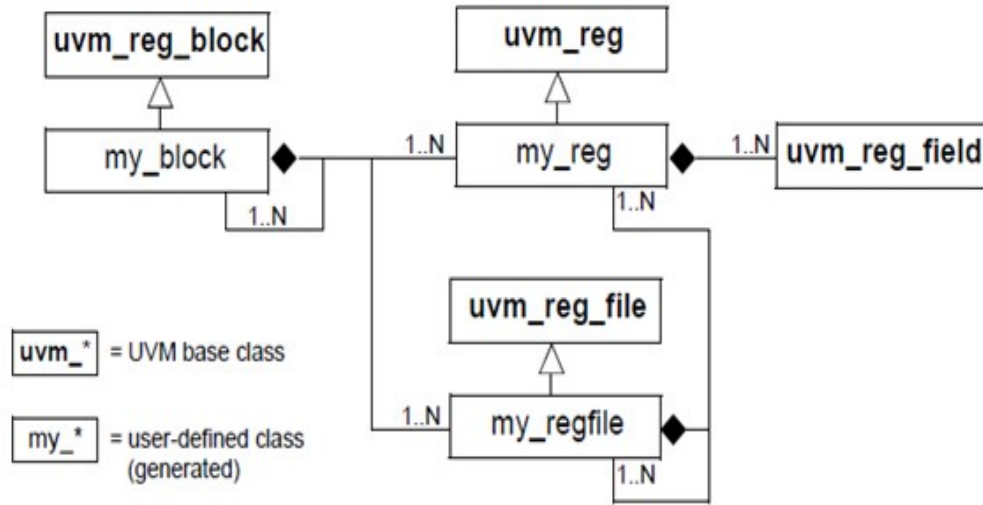 uvm_reg_block
uvm_reg
my_block
1..N
my_reg
1..N
uvm_reg_field
1..N
1..N
uvm_reg_file
uvm_* = UVM base class
1..N
my_regfile
my_* = user-defined class
(generated)
1..N